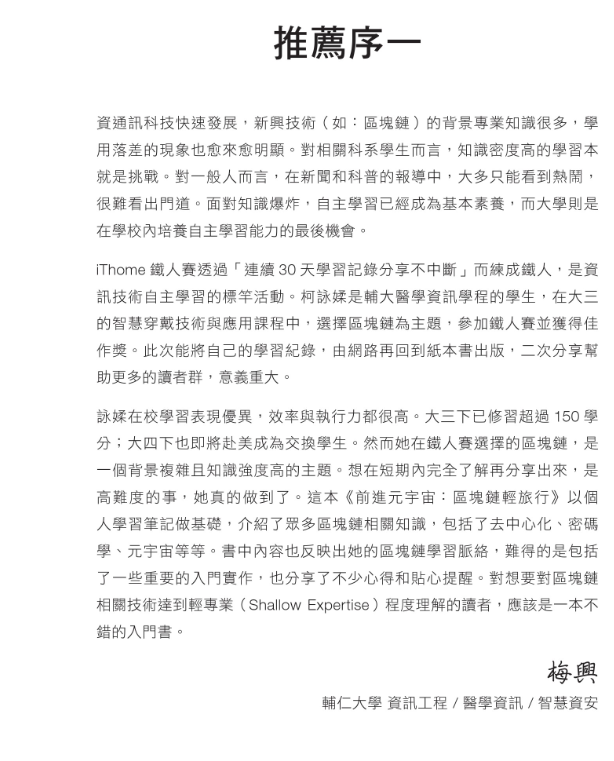 推薦序一
資通訊科技快速發展，新興技術（如：區塊鏈）的背景專業知識很多，學
用落差的現象也愈來愈明顯。對相關科系學生而言，知識密度高的學習本
就是挑戰。對一般人而言，在新聞和科普的報導中，大多只能看到熱鬧，
很難看出門道。面對知識爆炸，自主學習已經成為基本素養，而大學則是
在學校內培養自主學習能力的最後機會。
iThome 鐵人賽透過「連續 30 天學習記錄分享不中斷」而練成鐵人，是資
訊技術自主學習的標竿活動。柯詠媃是輔大醫學資訊學程的學生，在大三
的智慧穿戴技術與應用課程中，選擇區塊鏈為主題，參加鐵人賽並獲得佳
作獎。此次能將自己的學習紀錄，由網路再回到紙本書出版，二次分享幫
助更多的讀者群，意義重大。
詠媃在校學習表現優異，效率與執行力都很高。大三下已修習超過 150 學
分；大四下也即將赴美成為交換學生。然而她在鐵人賽選擇的區塊鏈，是
一個背景複雜且知識強度高的主題。想在短期內完全了解再分享出來，是
高難度的事，她真的做到了。這本《前進元宇宙：區塊鏈輕旅行》以個
人學習筆記做基礎，介紹了眾多區塊鏈相關知識，包括了去中心化、密碼
學、元宇宙等等。書中內容也反映出她的區塊鏈學習脈絡，難得的是包括
了一些重要的入門實作，也分享了不少心得和貼心提醒。對想要對區塊鏈
相關技術達到輕專業（Shallow Expertise）程度理解的讀者，應該是一本不
錯的入門書。
梅興
輔仁大學 資訊工程 / 醫學資訊 / 智慧資安